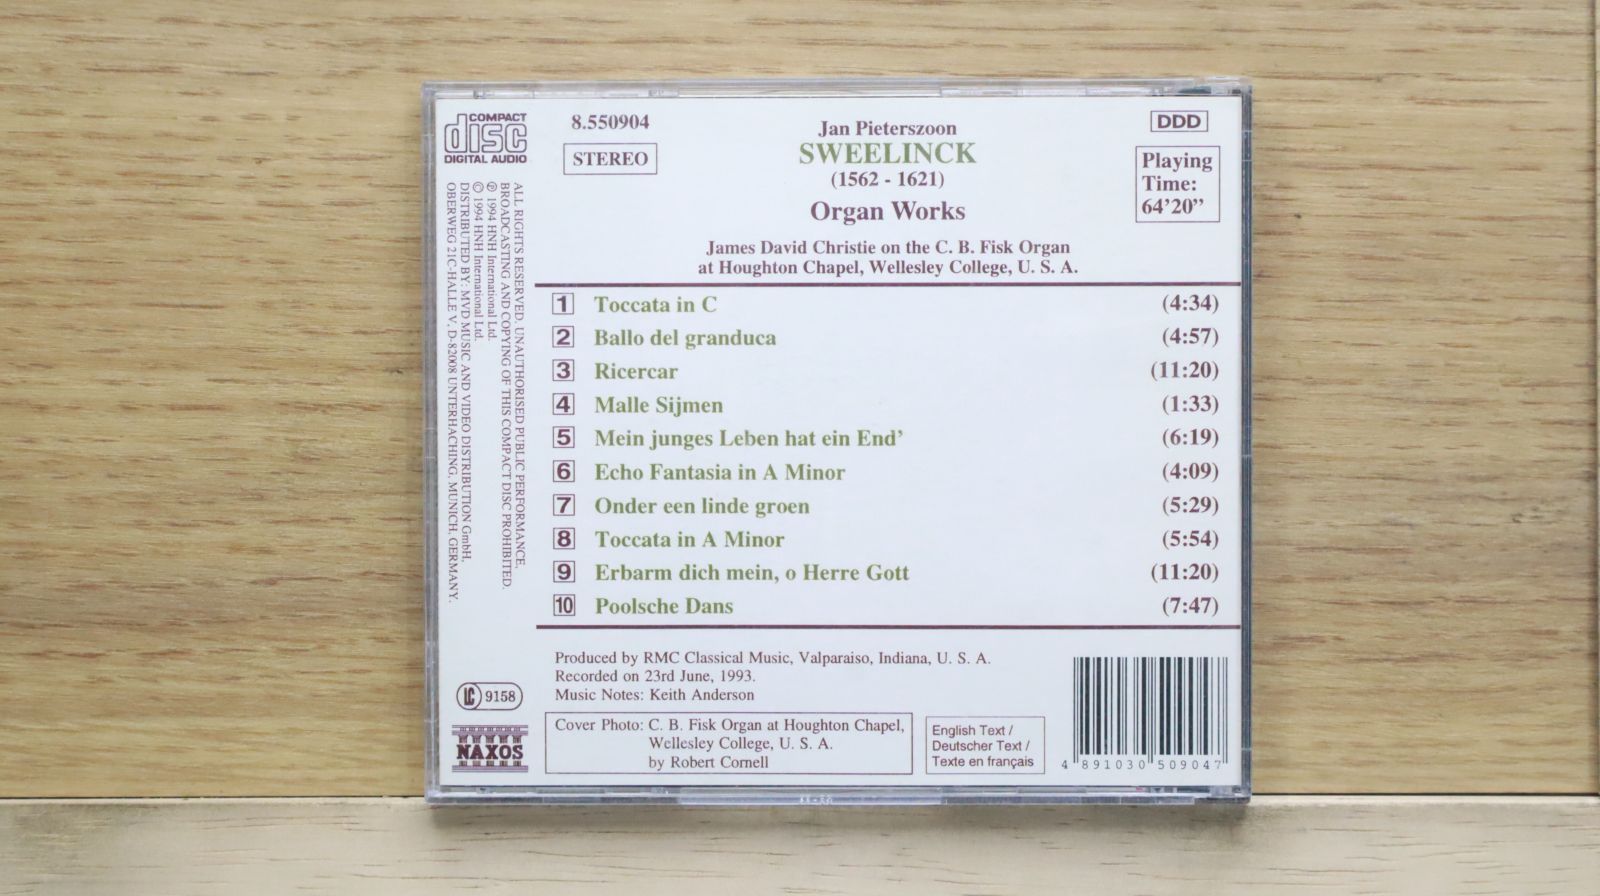 COMPACT
disc
DIGITAL AUDIO
8.550904
STEREO
Jan Pieterszoon
SWEELINCK
(1562 - 1621)
Organ Works
James David Christie on the C. B. Fisk Organ
at Houghton Chapel, Wellesley College, U. S. A.
DDD
Playing
Time:
64'20”
1 Toccata in C (4:34)
2 Ballo del granduca (4:57)
3 Ricercar (11:20)
4 Malle Sijmen (1:33)
5 Mein junges Leben hat ein End’ (6:19)
6 Echo Fantasia in A Minor (4:09)
7 Onder een linde groen (5:29)
8 Toccata in A Minor (5:54)
9 Erbarm dich mein, o Herre Gott (11:20)
10 Poolsche Dans (7:47)
ALL RIGHTS RESERVED. UNAUTHORISED PUBLIC PERFORMANCE,
BROADCASTING AND COPYING OF THIS COMPACT DISC PROHIBITED.
℗ 1994 HNH International Ltd.
© 1994 HNH International Ltd.
DISTRIBUTED BY: MVD MUSIC AND VIDEO DISTRIBUTION GmbH,
OBERWEG 21C-HALLE V, D-82008 UNTERHACHING, MUNICH, GERMANY.
LC 9158
NAXOS
Produced by RMC Classical Music, Valparaiso, Indiana, U. S. A.
Recorded on 23rd June, 1993.
Music Notes: Keith Anderson
Cover Photo: C. B. Fisk Organ at Houghton Chapel,
Wellesley College, U. S. A.
by Robert Cornell
English Text /
Deutscher Text /
Texte en français
4 891030 509047